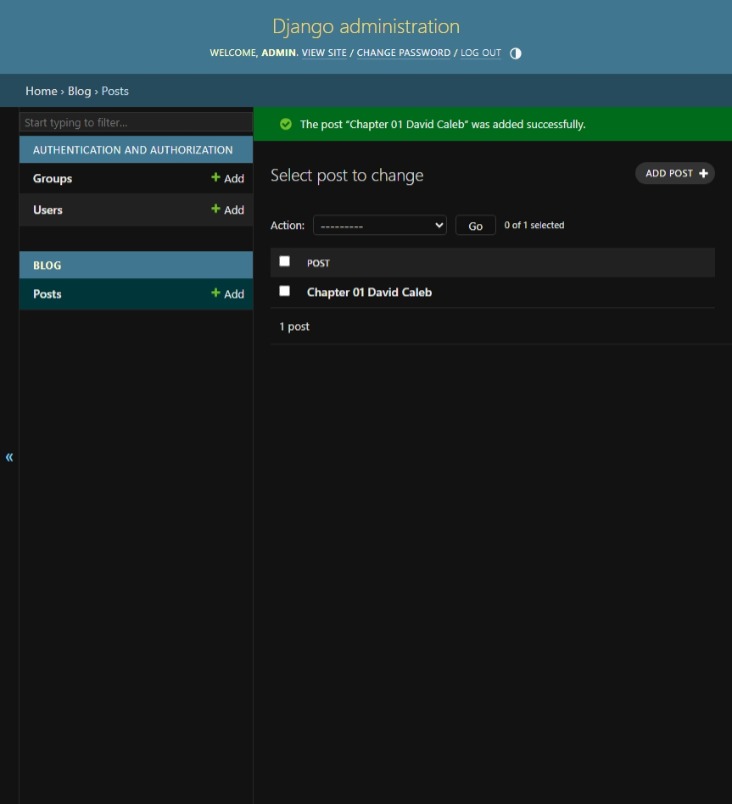 Django administration
WELCOME, ADMIN. VIEW SITE / CHANGE PASSWORD / LOG OUT
Home › Blog › Posts
Start typing to filter...
AUTHENTICATION AND AUTHORIZATION
Groups + Add
Users + Add
BLOG
Posts + Add
«
The post “Chapter 01 David Caleb” was added successfully.
Select post to change
ADD POST +
Action: --------- Go 0 of 1 selected
POST
Chapter 01 David Caleb
1 post